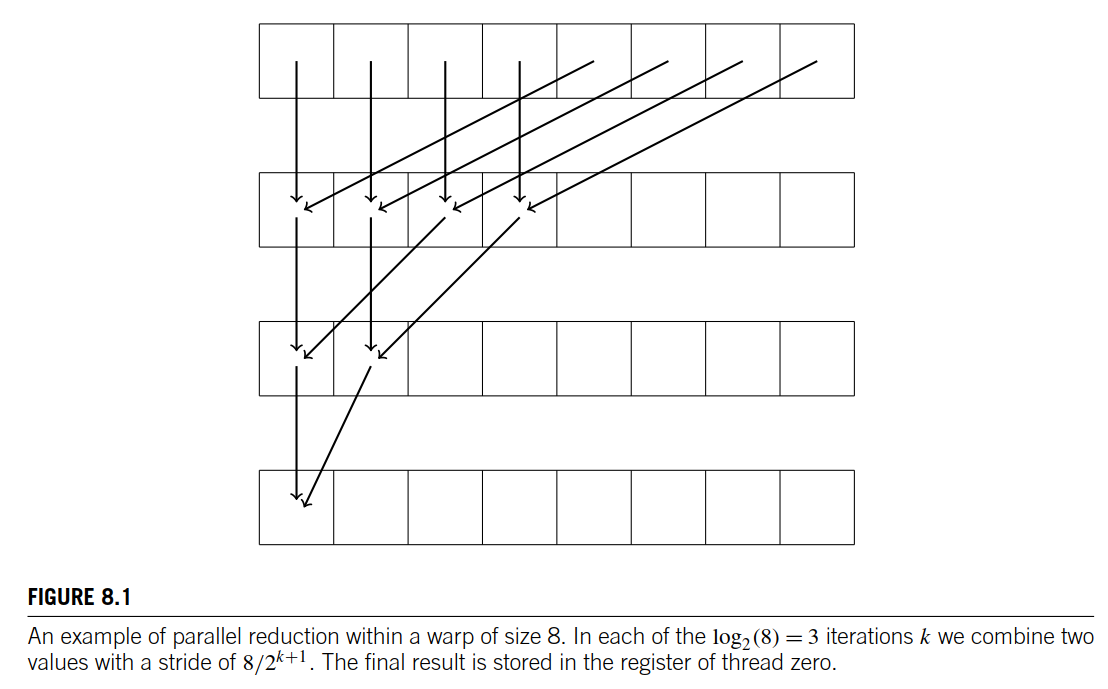 FIGURE 8.1
An example of parallel reduction within a warp of size 8. In each of the log₂(8) = 3 iterations k we combine two
values with a stride of 8/2ᵏ⁺¹. The final result is stored in the register of thread zero.